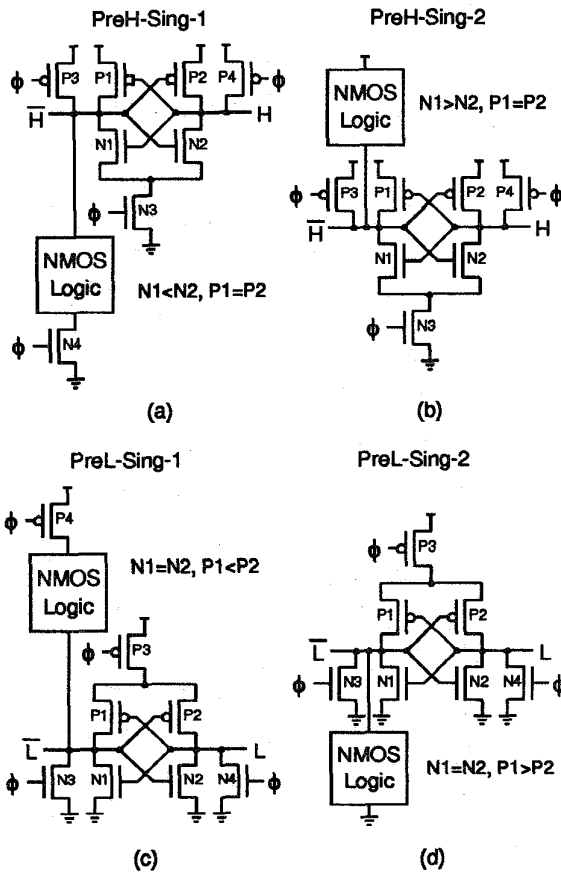 PreH-Sing-1
ϕ P3 P1 P2 P4 ϕ
H̅ H
N1 N2
ϕ N3
NMOS
Logic
N1<N2, P1=P2
ϕ N4
(a)
PreH-Sing-2
NMOS
Logic
N1>N2, P1=P2
ϕ P3 P1 P2 P4 ϕ
H̅ H
N1 N2
ϕ N3
(b)
PreL-Sing-1
ϕ P4
NMOS
Logic
N1=N2, P1<P2
ϕ P3
P1 P2
L̅ L
ϕ N3 N1 N2 N4 ϕ
(c)
PreL-Sing-2
ϕ P3
P1 P2
L̅ L
ϕ N3 N1 N2 N4 ϕ
NMOS
Logic
N1=N2, P1>P2
(d)